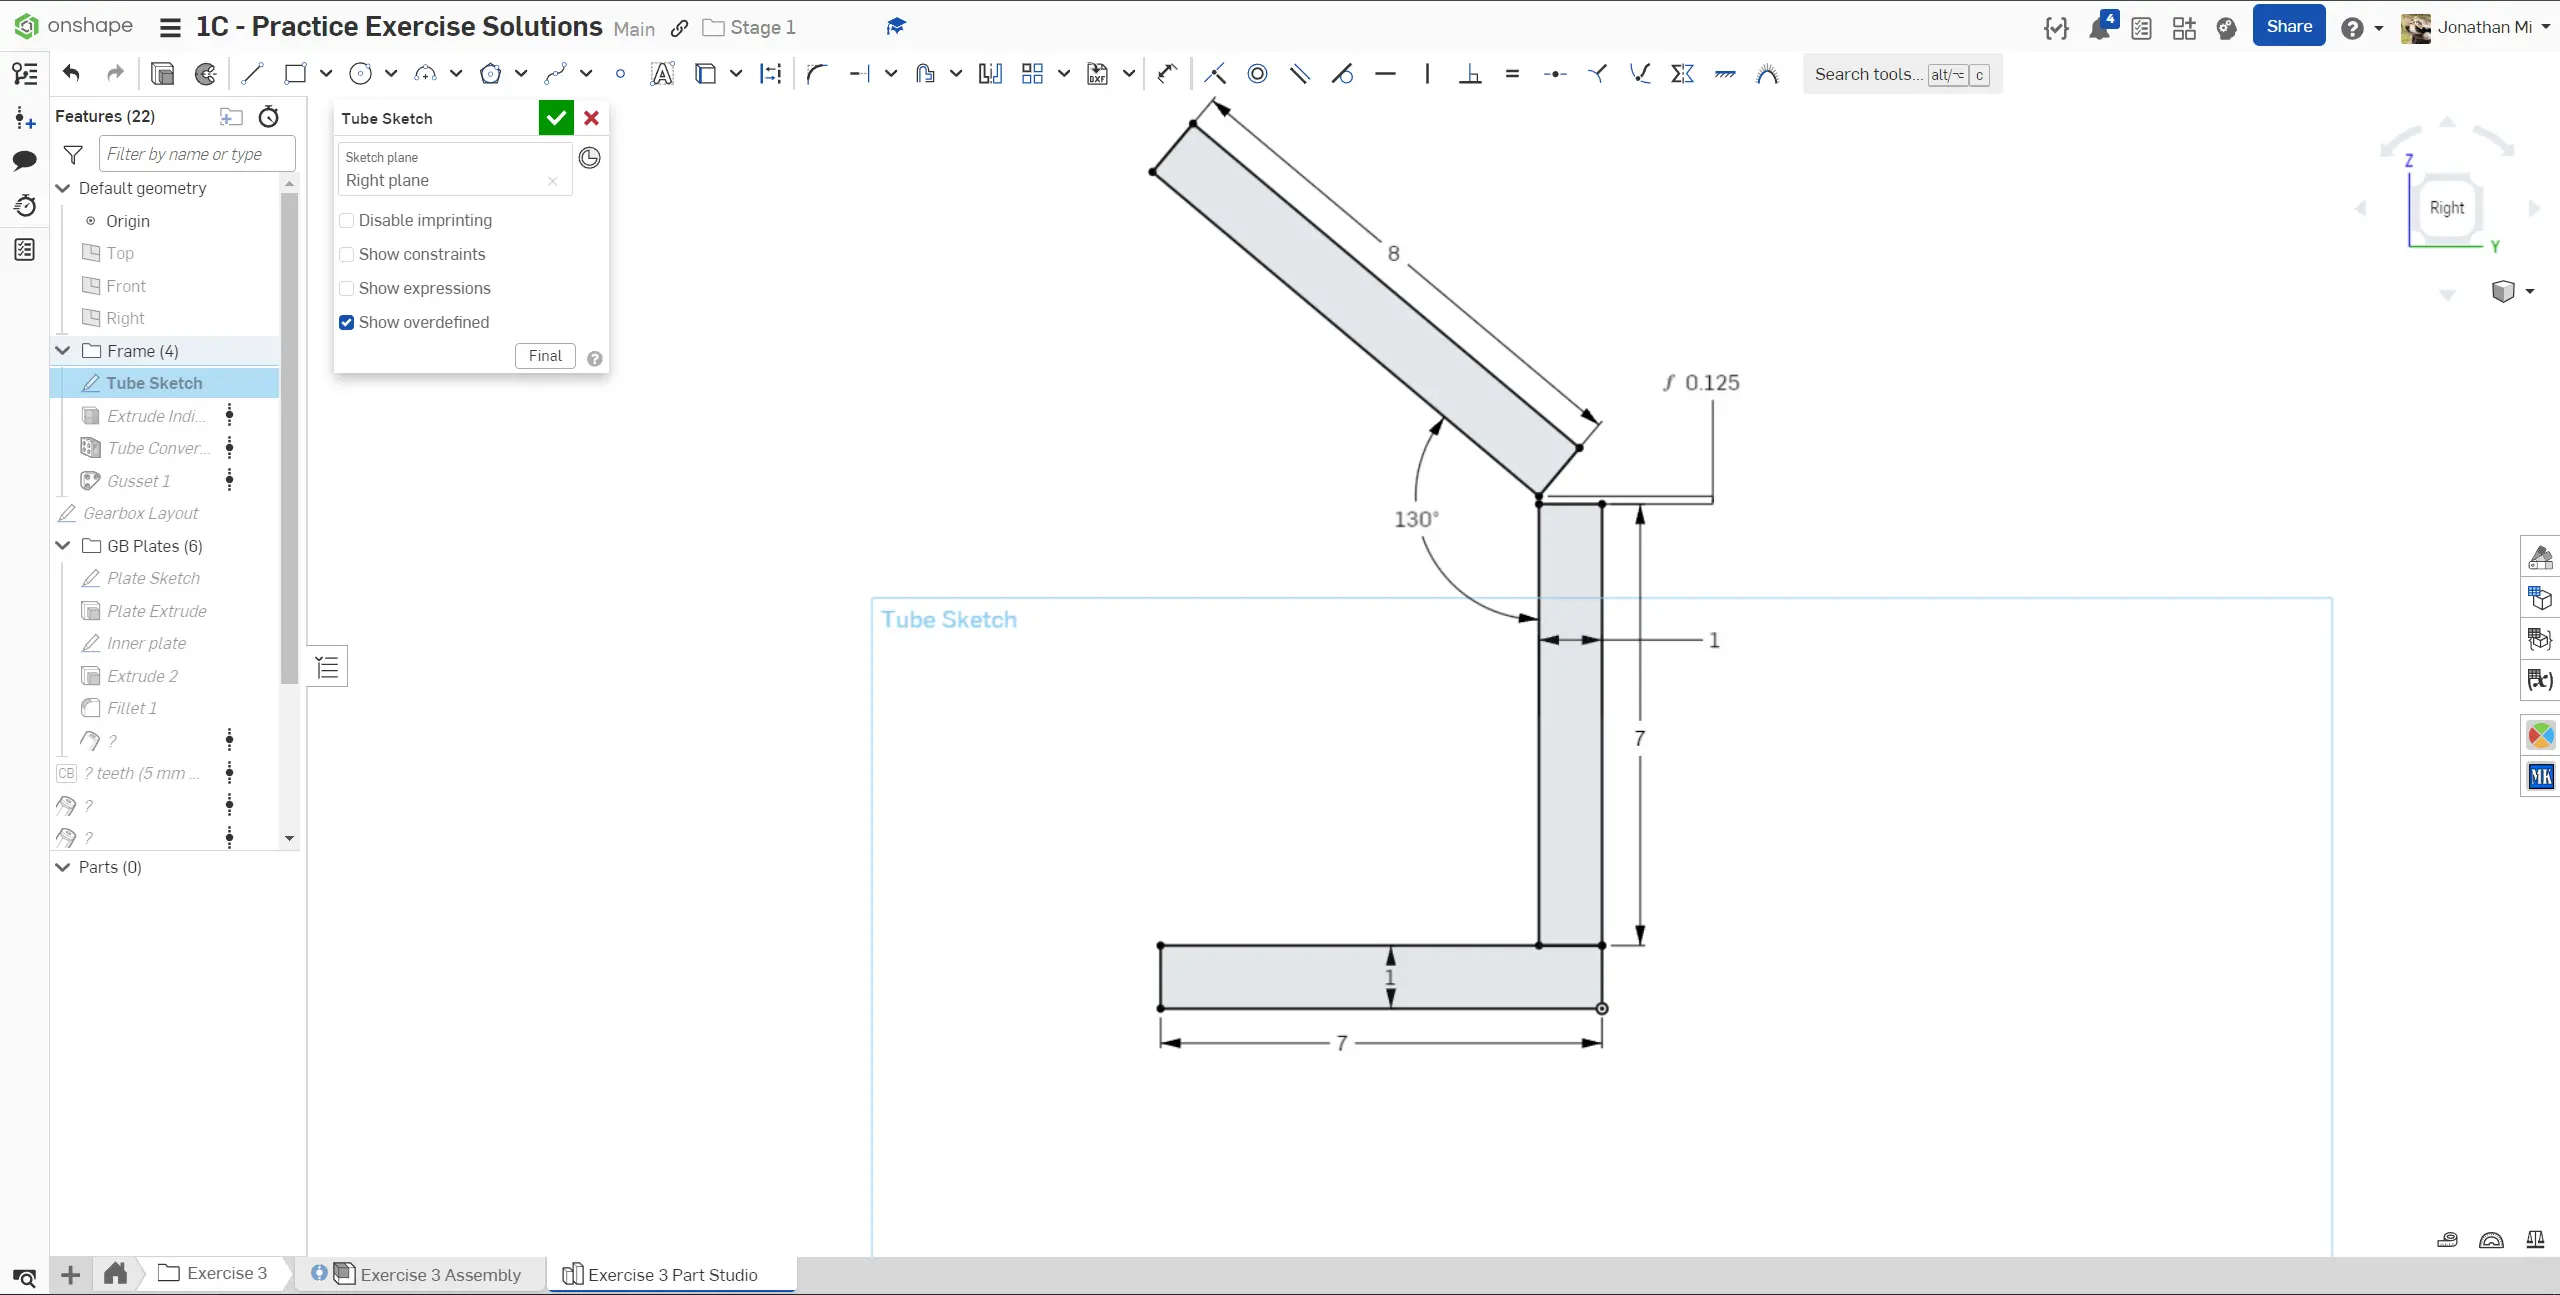 onshape
1C - Practice Exercise Solutions Main Stage 1
4
Share
Jonathan Mi
Search tools... alt/⌥ c
Features (22)
Filter by name or type
Default geometry
Origin
Top
Front
Right
Frame (4)
Tube Sketch
Extrude Indi...
Tube Conver...
Gusset 1
Gearbox Layout
GB Plates (6)
Plate Sketch
Plate Extrude
Inner plate
Extrude 2
Fillet 1
?
CB ? teeth (5 mm ...
?
?
Parts (0)
Tube Sketch
Sketch plane
Right plane
Disable imprinting
Show constraints
Show expressions
Show overdefined
Final
8
ƒ 0.125
130°
Tube Sketch
1
7
1
7
Z
Right
Y
DXF
A
(x)
MK
Exercise 3
Exercise 3 Assembly
Exercise 3 Part Studio